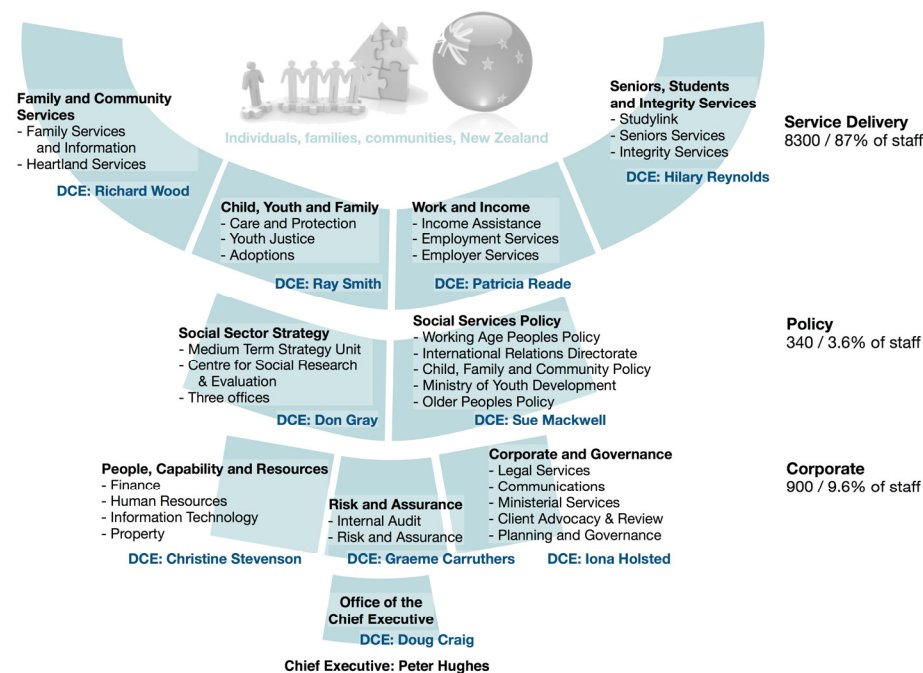 Individuals, families, communities, New Zealand
Family and Community
Services
- Family Services
and Information
- Heartland Services
DCE: Richard Wood
Child, Youth and Family
- Care and Protection
- Youth Justice
- Adoptions
DCE: Ray Smith
Work and Income
- Income Assistance
- Employment Services
- Employer Services
DCE: Patricia Reade
Seniors, Students
and Integrity Services
- Studylink
- Seniors Services
- Integrity Services
DCE: Hilary Reynolds
Service Delivery
8300 / 87% of staff
Social Sector Strategy
- Medium Term Strategy Unit
- Centre for Social Research
& Evaluation
- Three offices
DCE: Don Gray
Social Services Policy
- Working Age Peoples Policy
- International Relations Directorate
- Child, Family and Community Policy
- Ministry of Youth Development
- Older Peoples Policy
DCE: Sue Mackwell
Policy
340 / 3.6% of staff
People, Capability and Resources
- Finance
- Human Resources
- Information Technology
- Property
DCE: Christine Stevenson
Risk and Assurance
- Internal Audit
- Risk and Assurance
DCE: Graeme Carruthers
Corporate and Governance
- Legal Services
- Communications
- Ministerial Services
- Client Advocacy & Review
- Planning and Governance
DCE: Iona Holsted
Corporate
900 / 9.6% of staff
Office of the
Chief Executive
DCE: Doug Craig
Chief Executive: Peter Hughes